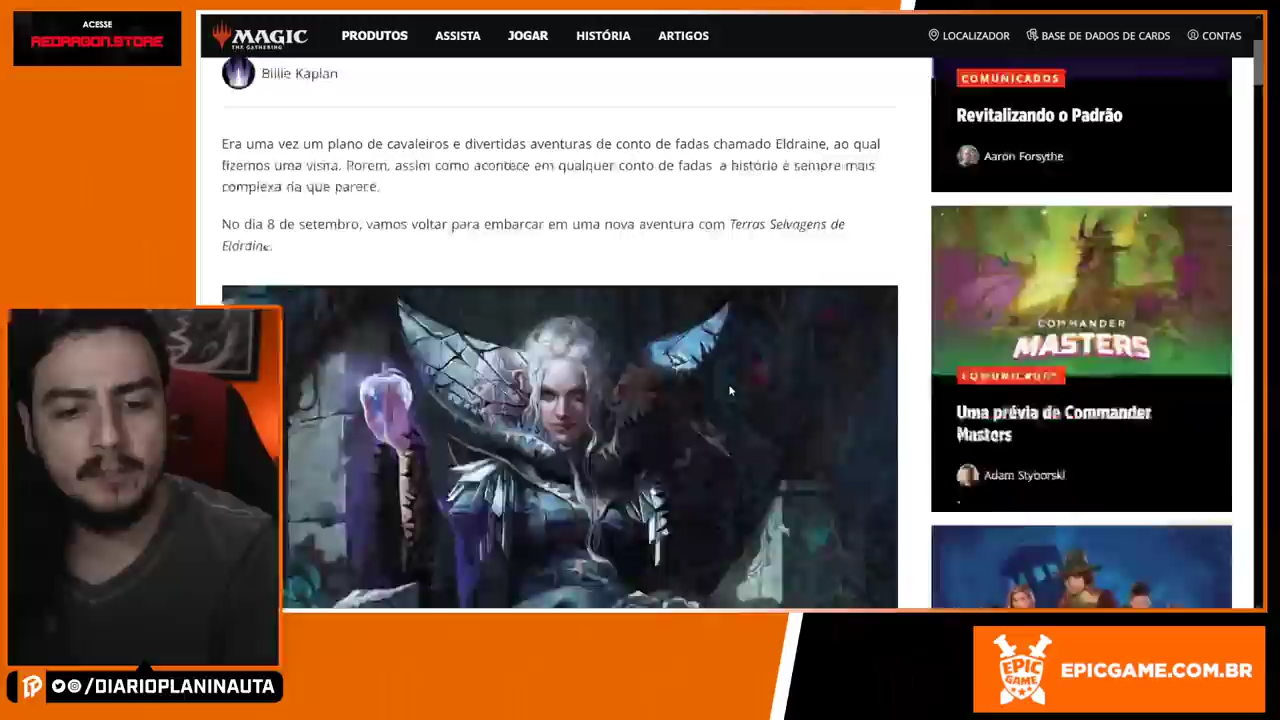 ACESSE
REDRAGON.STORE
MAGIC
THE GATHERING
PRODUTOS
ASSISTA
JOGAR
HISTÓRIA
ARTIGOS
LOCALIZADOR
BASE DE DADOS DE CARDS
CONTAS
Billie Kaplan
Era uma vez um plano de cavaleiros e divertidas aventuras de conto de fadas chamado Eldraine, ao qual
fizemos uma visita. Porém, assim como acontece em qualquer conto de fadas a história é sempre mais
complexa da que parece.
No dia 8 de setembro, vamos voltar para embarcar em uma nova aventura com Terras Selvagens de
Eldraine.
COMUNICADOS
Revitalizando o Padrão
Aaron Forsythe
COMMANDER
MASTERS
Uma prévia de Commander
Masters
Adam Styborski
/DIARIOPLANINAUTA
EPIC
GAME
EPICGAME.COM.BR